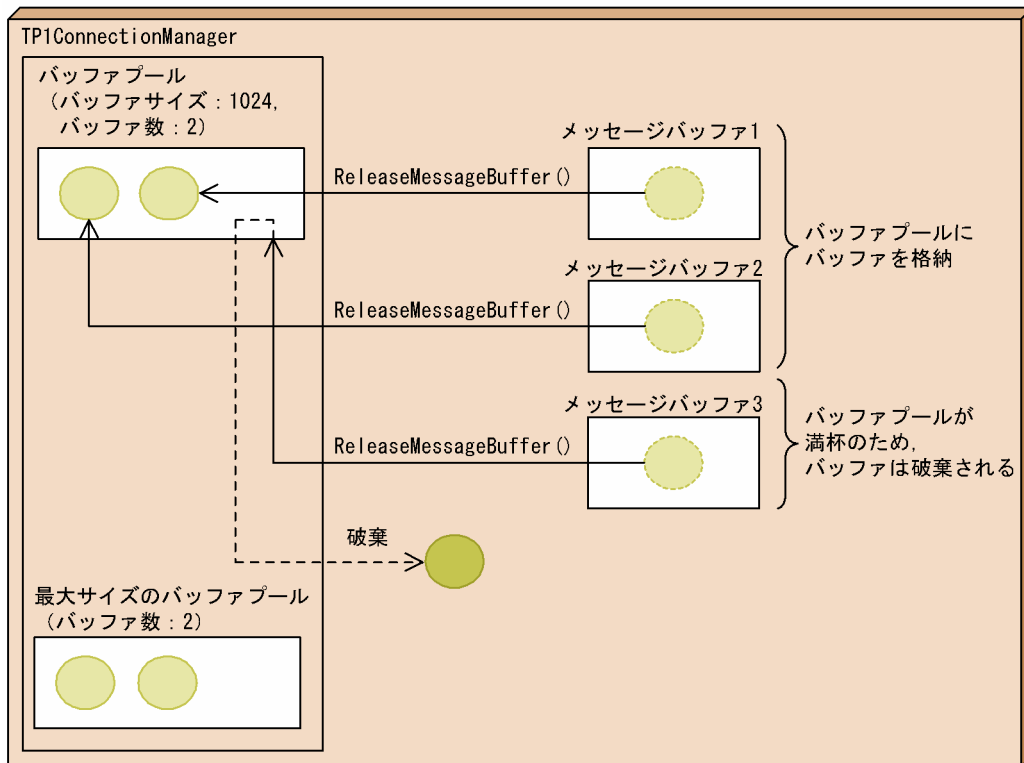 TP1ConnectionManager
バッファプール
（バッファサイズ：1024,
バッファ数：2）
メッセージバッファ1
ReleaseMessageBuffer()
バッファプールに
バッファを格納
メッセージバッファ2
ReleaseMessageBuffer()
メッセージバッファ3
ReleaseMessageBuffer()
バッファプールが
満杯のため,
バッファは破棄される
破棄
最大サイズのバッファプール
（バッファ数：2）